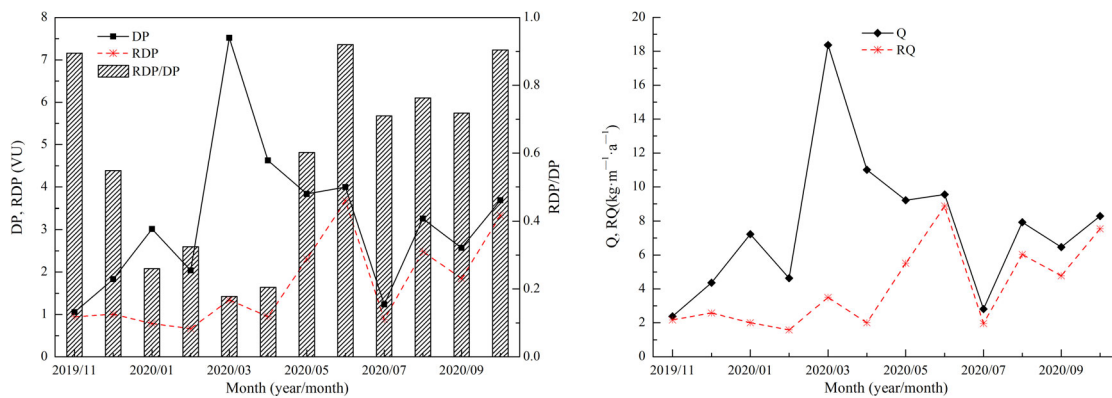 8
7
6
5
4
3
2
1
0
DP, RDP (VU)
DP
RDP
RDP/DP
1.0
0.8
0.6
0.4
0.2
0.0
RDP/DP
2019/11 2020/01 2020/03 2020/05 2020/07 2020/09
Month (year/month)
20
18
16
14
12
10
8
6
4
2
0
Q, RQ(kg·m⁻¹·a⁻¹)
Q
RQ
2019/11 2020/01 2020/03 2020/05 2020/07 2020/09
Month (year/month)